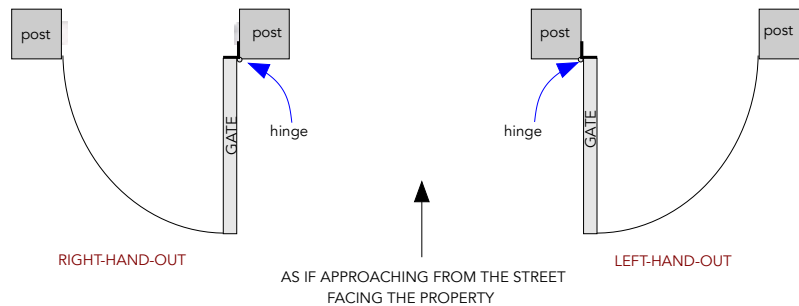 post
post
post
post
hinge
hinge
GATE
GATE
RIGHT-HAND-OUT
LEFT-HAND-OUT
AS IF APPROACHING FROM THE STREET
FACING THE PROPERTY